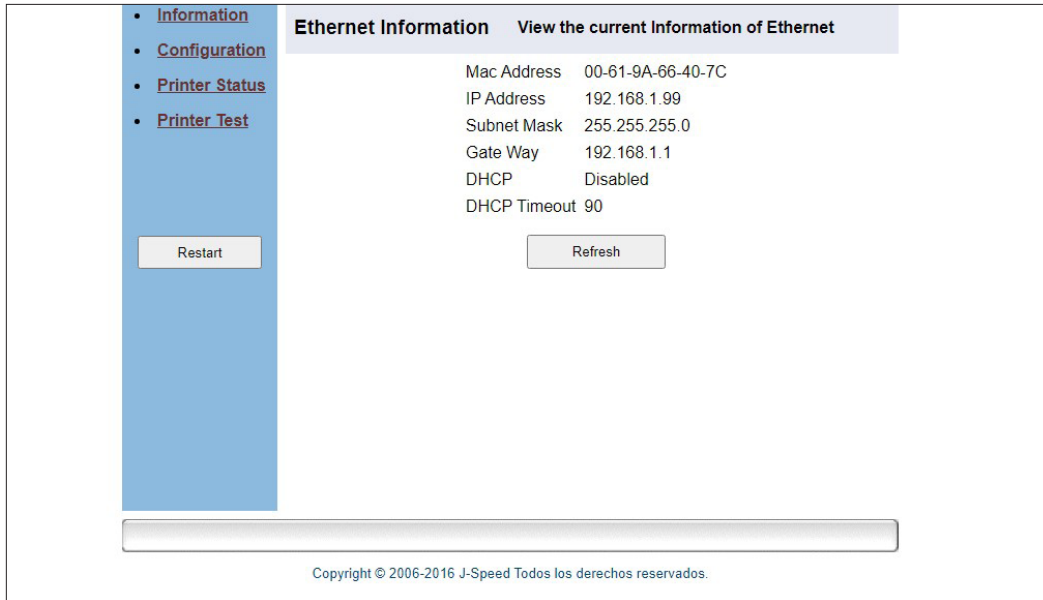 Information
Configuration
Printer Status
Printer Test
Restart
Ethernet Information View the current Information of Ethernet
Mac Address 00-61-9A-66-40-7C
IP Address 192.168.1.99
Subnet Mask 255.255.255.0
Gate Way 192.168.1.1
DHCP Disabled
DHCP Timeout 90
Refresh
Copyright © 2006-2016 J-Speed Todos los derechos reservados.